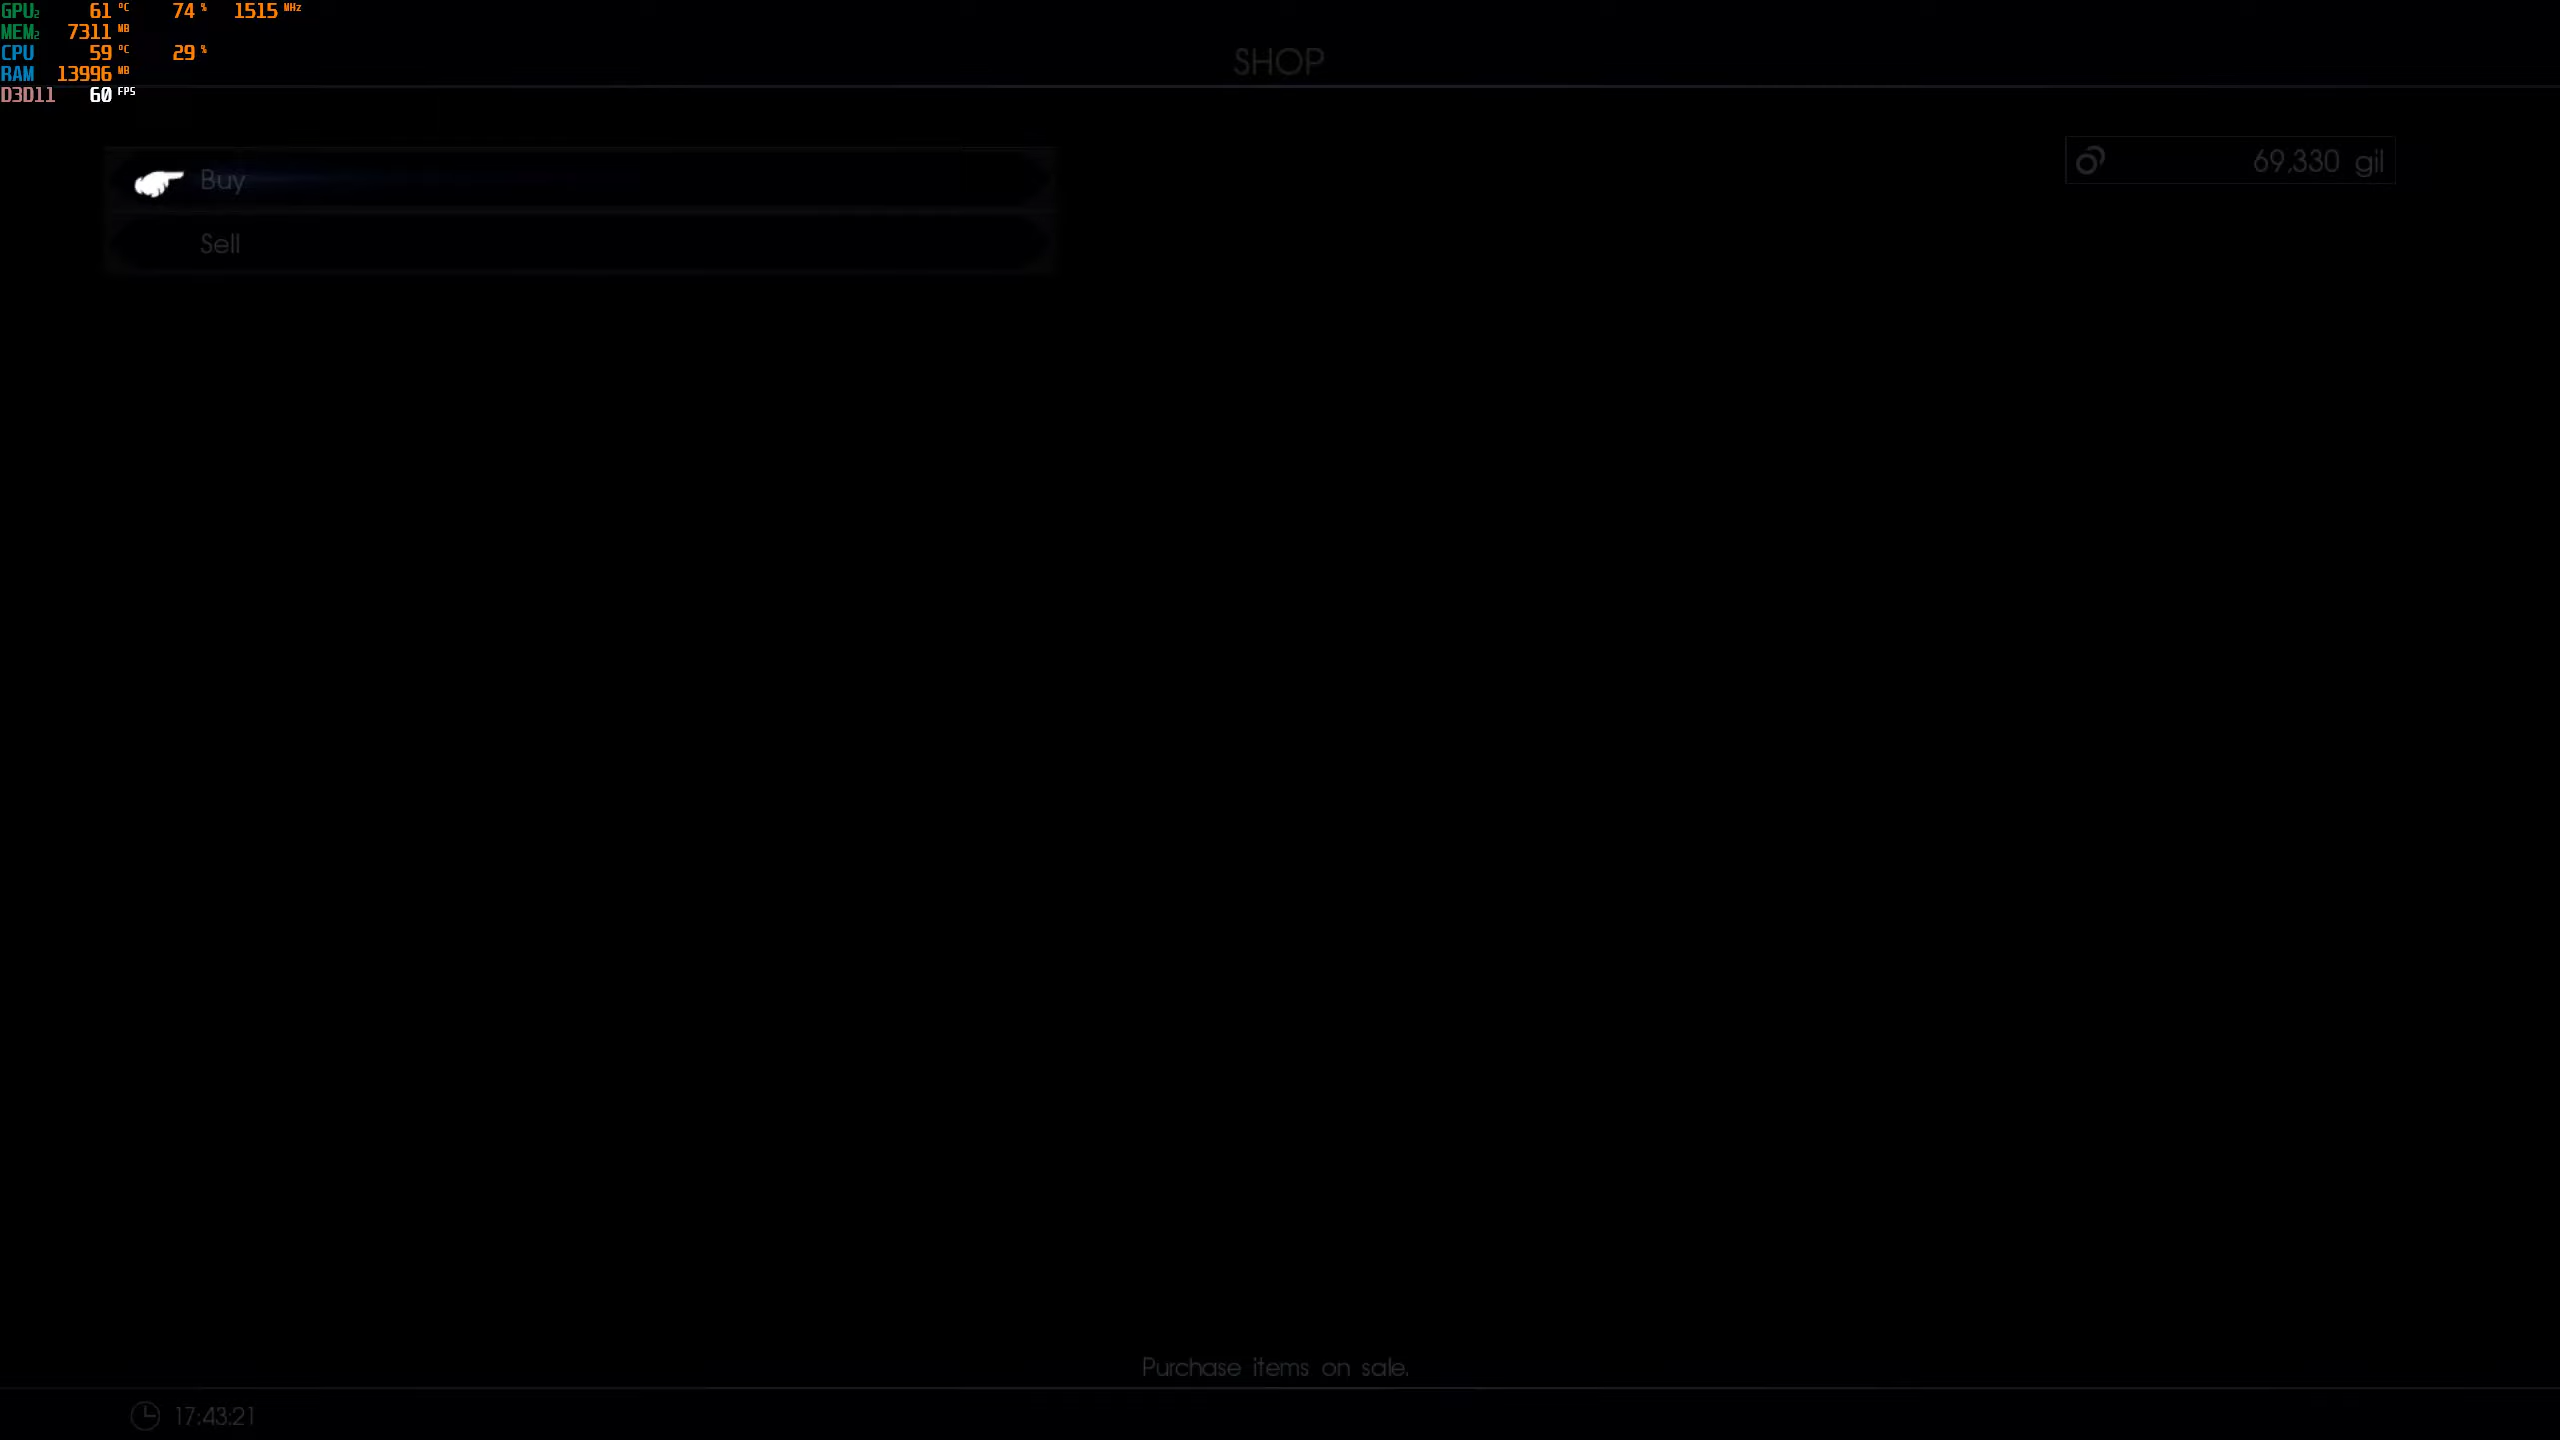 GPU2 61 °C 74 % 1515 MHz
MEM2 7311 MB
CPU 59 °C 29 %
RAM 13996 MB
D3D11 60 FPS
SHOP
69,330 gil
Buy
Sell
Purchase items on sale.
17:43:21